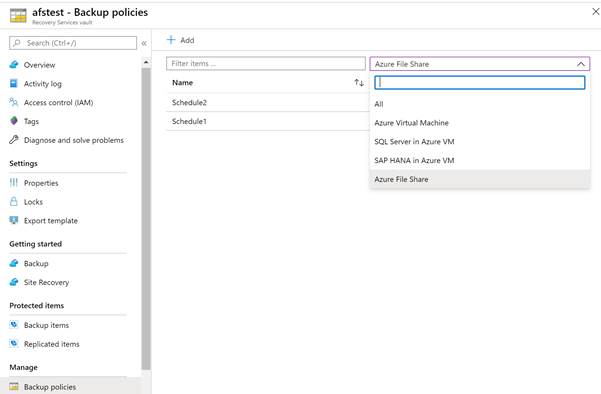 afstest - Backup policies
Recovery Services vault
Search (Ctrl+/)
Overview
Activity log
Access control (IAM)
Tags
Diagnose and solve problems
Settings
Properties
Locks
Export template
Getting started
Backup
Site Recovery
Protected items
Backup items
Replicated items
Manage
Backup policies
Add
Filter items ...
Azure File Share
Name
Schedule2
Schedule1
All
Azure Virtual Machine
SQL Server in Azure VM
SAP HANA in Azure VM
Azure File Share